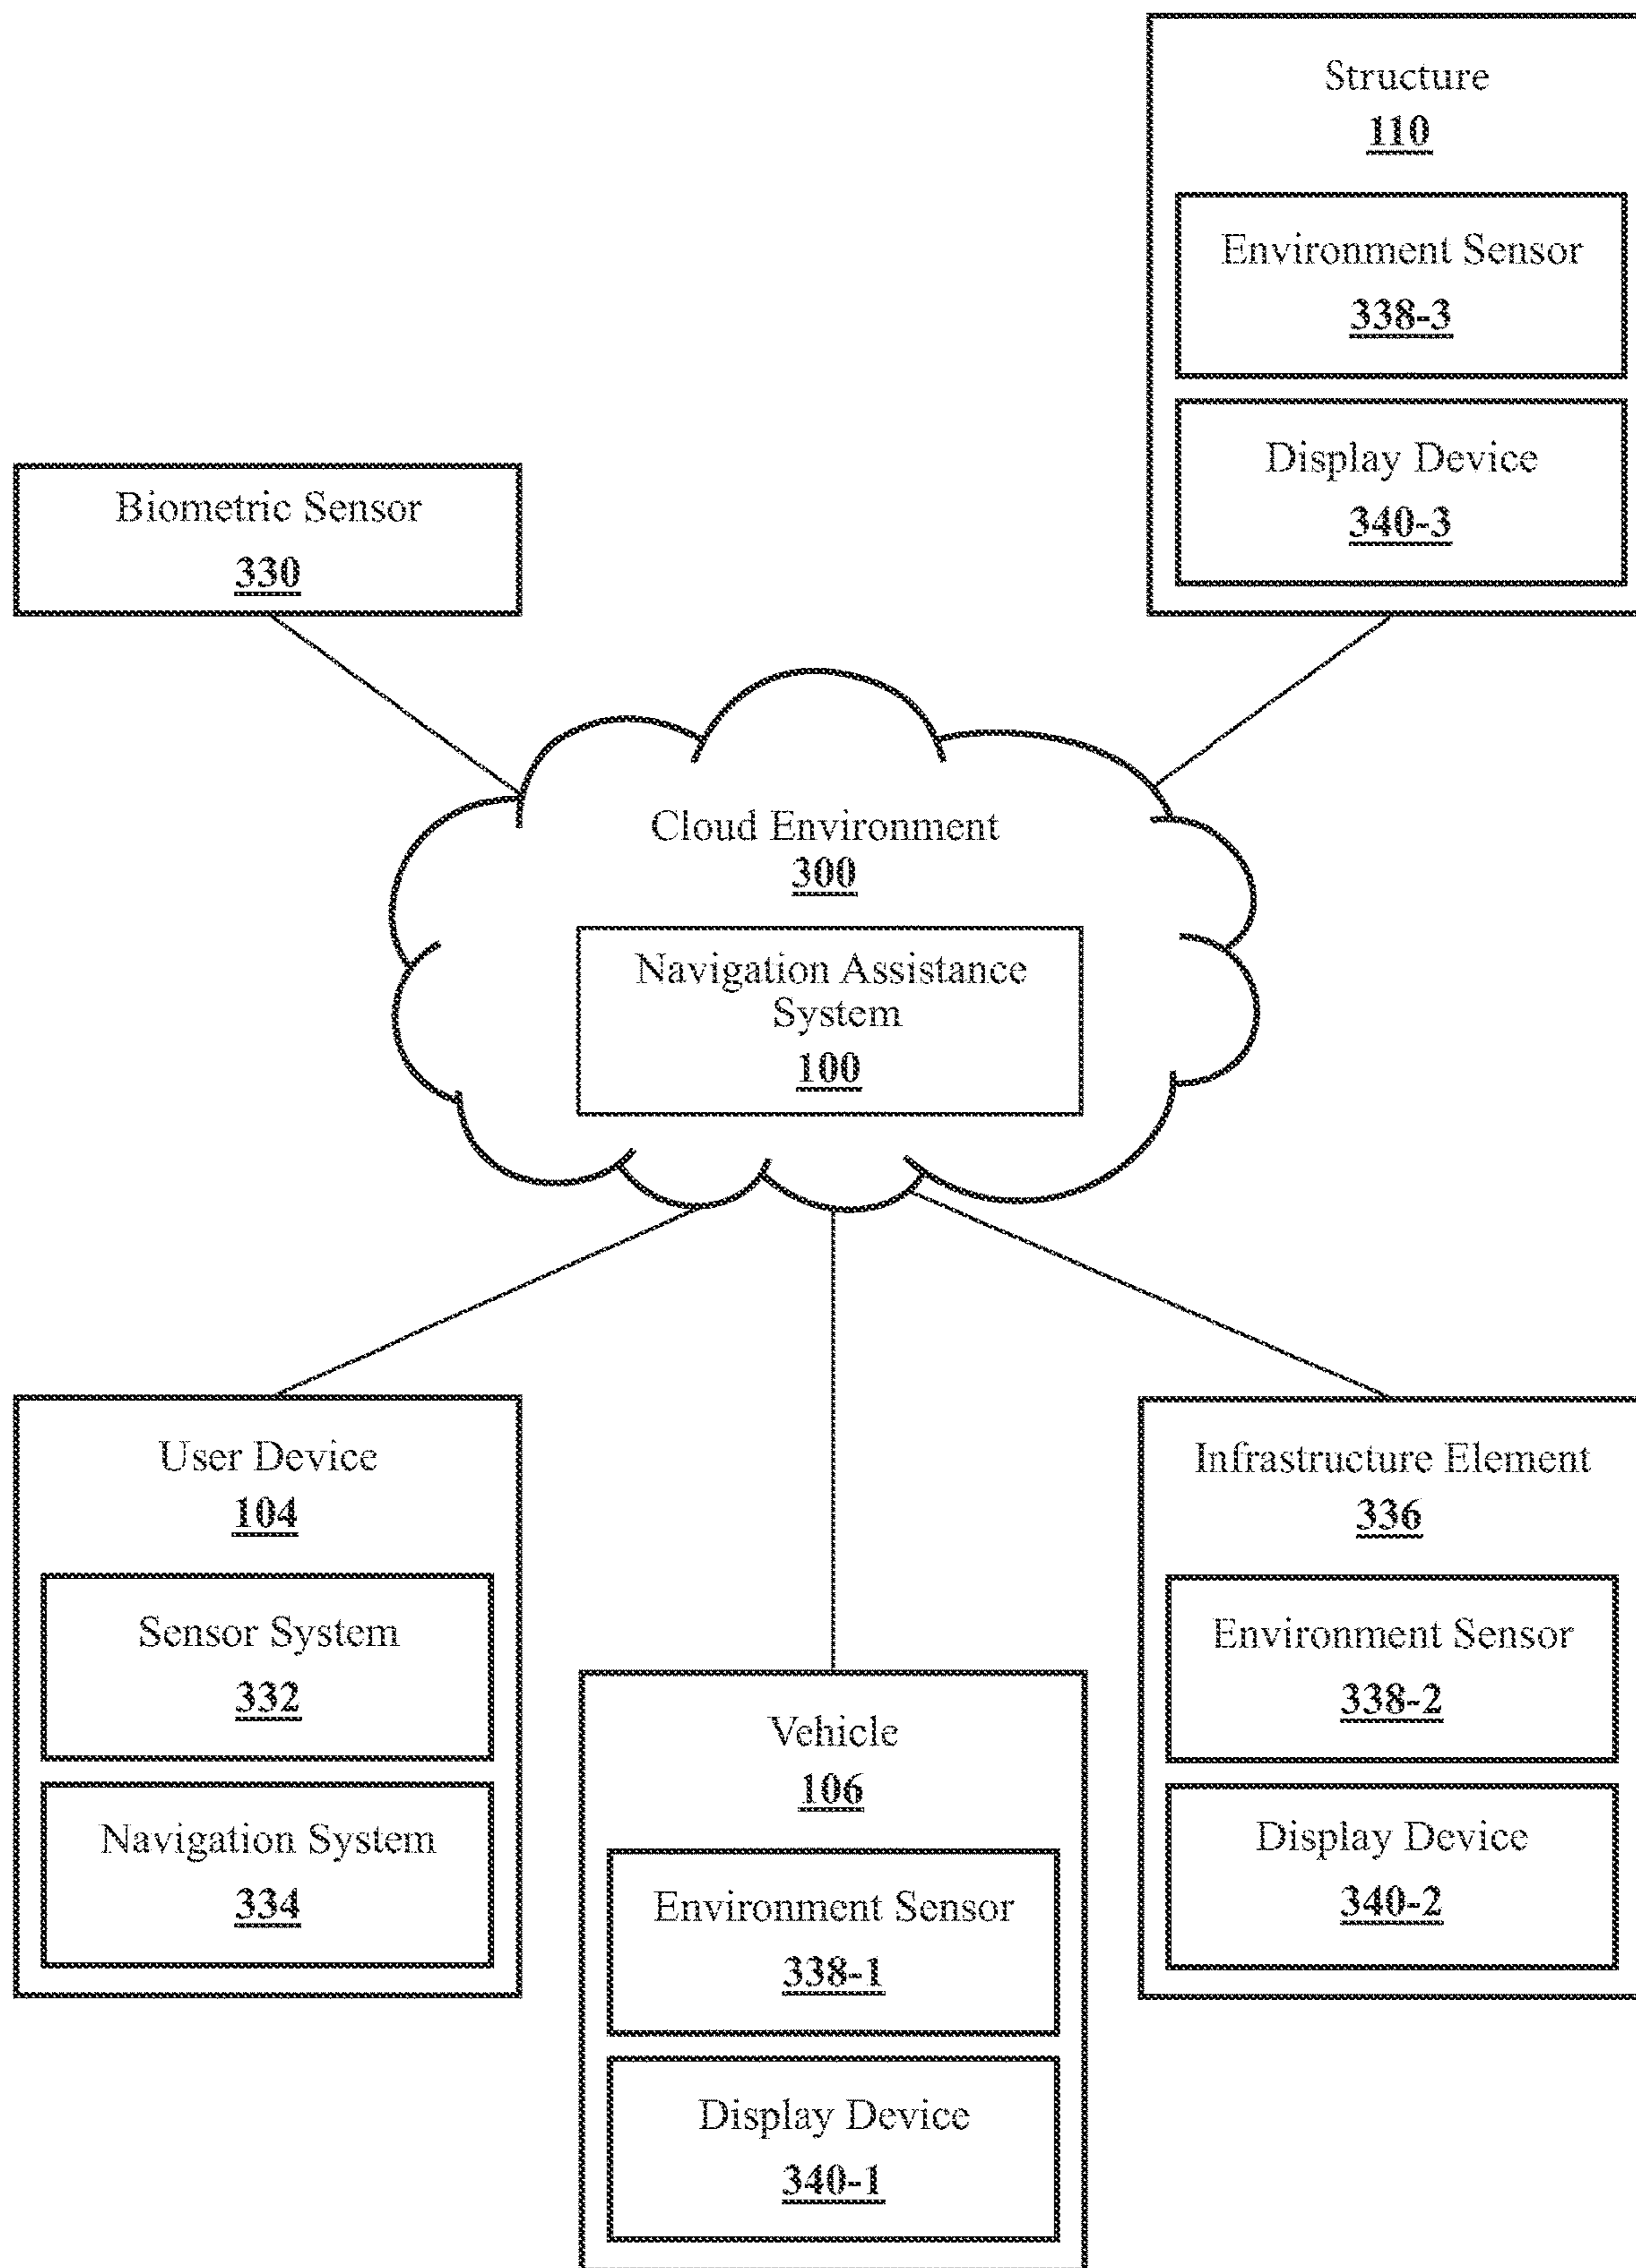 Structure
110
Environment Sensor
338-3
Display Device
340-3
Biometric Sensor
330
Cloud Environment
300
Navigation Assistance
System
100
User Device
104
Sensor System
332
Navigation System
334
Vehicle
106
Environment Sensor
338-1
Display Device
340-1
Infrastructure Element
336
Environment Sensor
338-2
Display Device
340-2